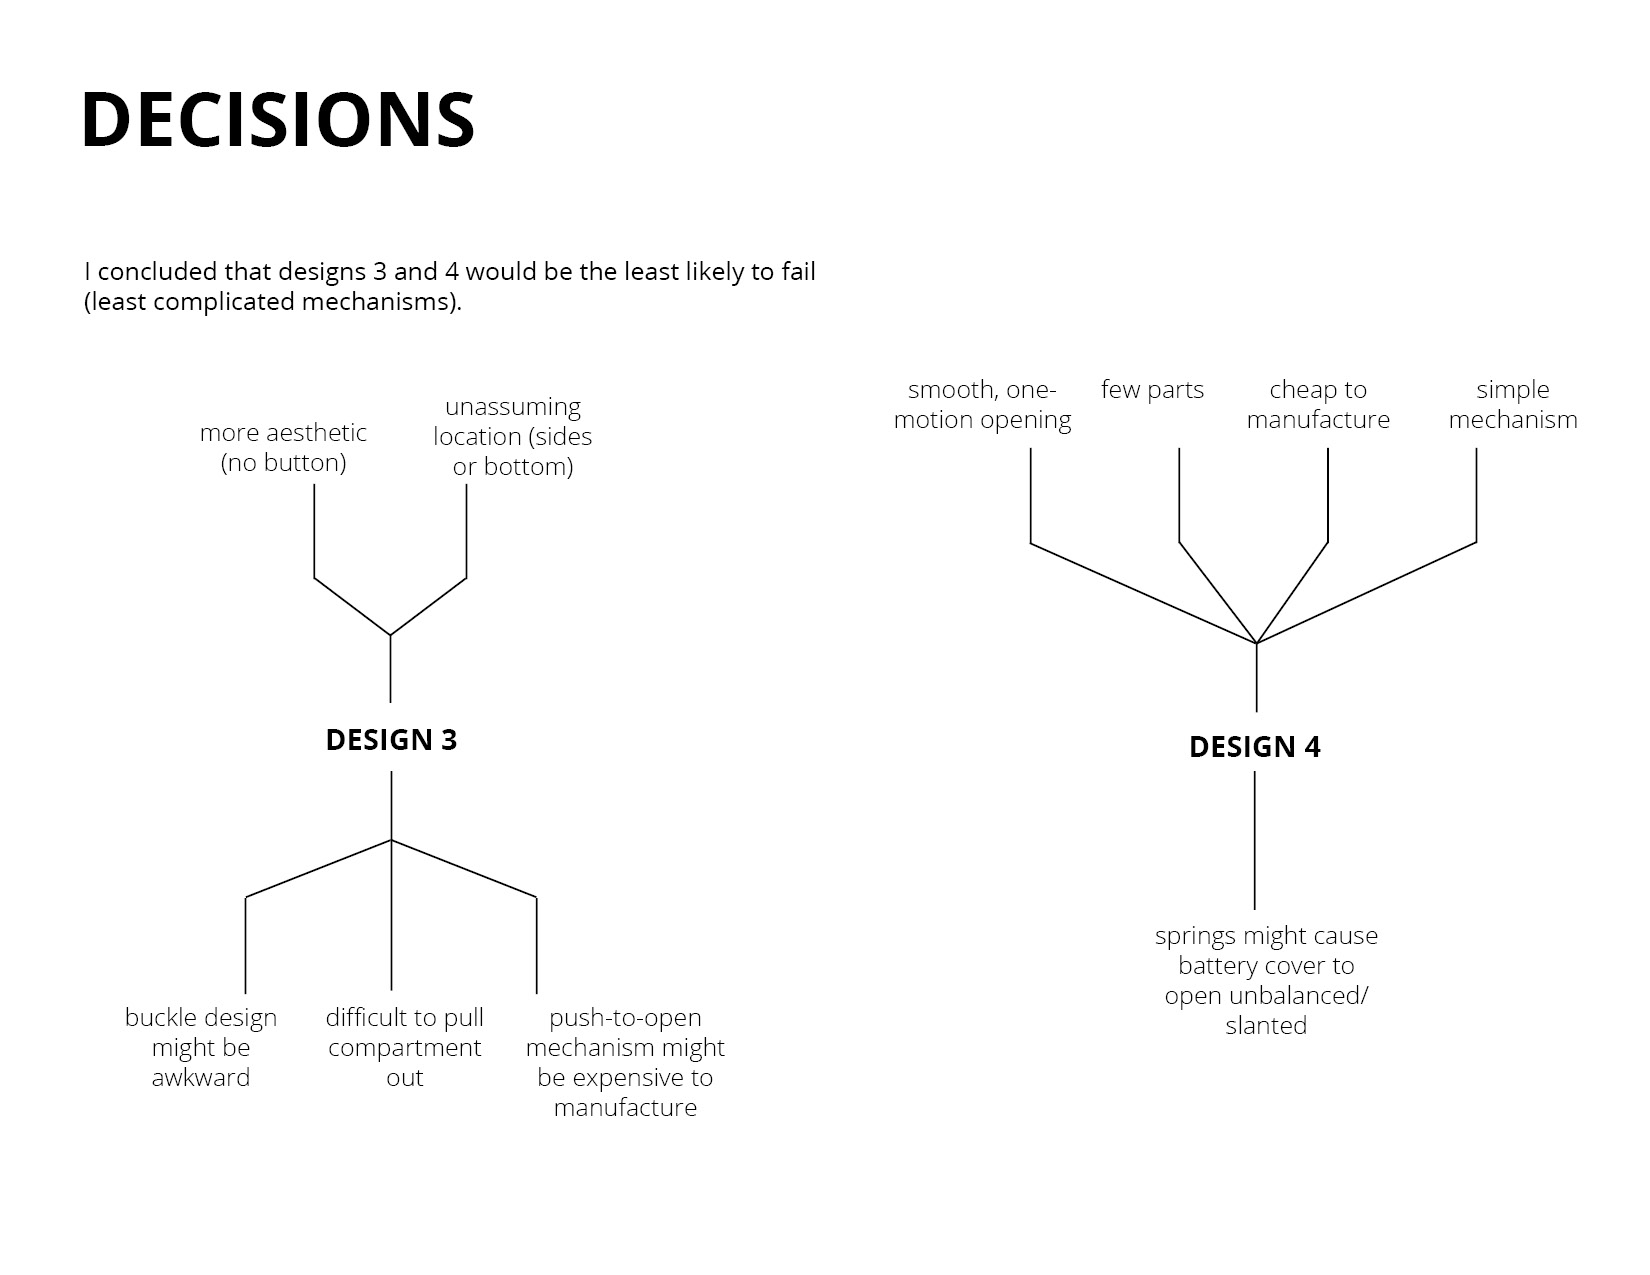 DECISIONS
I concluded that designs 3 and 4 would be the least likely to fail
(least complicated mechanisms).
more aesthetic
(no button)
unassuming
location (sides
or bottom)
DESIGN 3
buckle design
might be
awkward
difficult to pull
compartment
out
push-to-open
mechanism might
be expensive to
manufacture
smooth, one-
motion opening
few parts
cheap to
manufacture
simple
mechanism
DESIGN 4
springs might cause
battery cover to
open unbalanced/
slanted